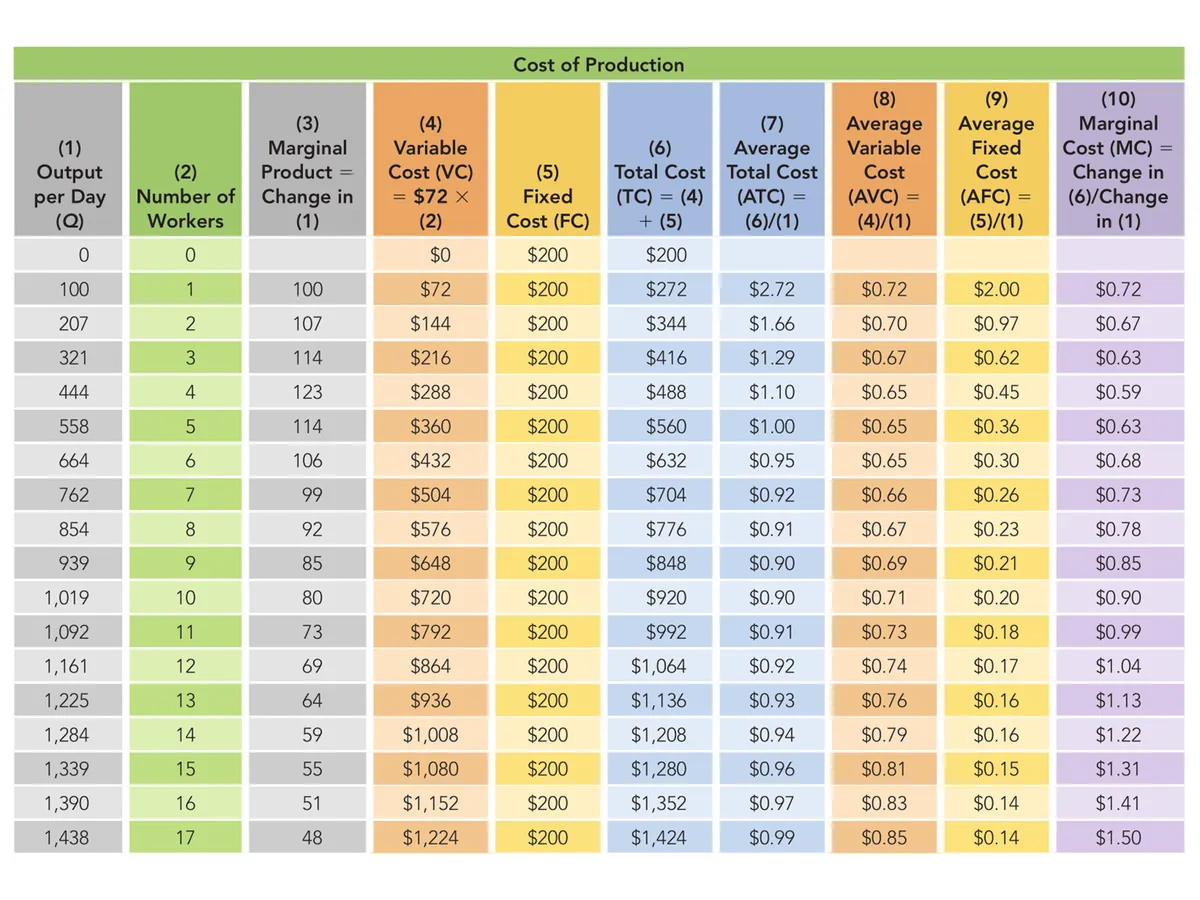 Cost of Production
(1) Output per Day (Q) | (2) Number of Workers | (3) Marginal Product = Change in (1) | (4) Variable Cost (VC) = $72 × (2) | (5) Fixed Cost (FC) | (6) Total Cost (TC) = (4) + (5) | (7) Average Total Cost (ATC) = (6)/(1) | (8) Average Variable Cost (AVC) = (4)/(1) | (9) Average Fixed Cost (AFC) = (5)/(1) | (10) Marginal Cost (MC) = Change in (6)/Change in (1)
0 0 $0 $200 $200
100 1 100 $72 $200 $272 $2.72 $0.72 $2.00 $0.72
207 2 107 $144 $200 $344 $1.66 $0.70 $0.97 $0.67
321 3 114 $216 $200 $416 $1.29 $0.67 $0.62 $0.63
444 4 123 $288 $200 $488 $1.10 $0.65 $0.45 $0.59
558 5 114 $360 $200 $560 $1.00 $0.65 $0.36 $0.63
664 6 106 $432 $200 $632 $0.95 $0.65 $0.30 $0.68
762 7 99 $504 $200 $704 $0.92 $0.66 $0.26 $0.73
854 8 92 $576 $200 $776 $0.91 $0.67 $0.23 $0.78
939 9 85 $648 $200 $848 $0.90 $0.69 $0.21 $0.85
1,019 10 80 $720 $200 $920 $0.90 $0.71 $0.20 $0.90
1,092 11 73 $792 $200 $992 $0.91 $0.73 $0.18 $0.99
1,161 12 69 $864 $200 $1,064 $0.92 $0.74 $0.17 $1.04
1,225 13 64 $936 $200 $1,136 $0.93 $0.76 $0.16 $1.13
1,284 14 59 $1,008 $200 $1,208 $0.94 $0.79 $0.16 $1.22
1,339 15 55 $1,080 $200 $1,280 $0.96 $0.81 $0.15 $1.31
1,390 16 51 $1,152 $200 $1,352 $0.97 $0.83 $0.14 $1.41
1,438 17 48 $1,224 $200 $1,424 $0.99 $0.85 $0.14 $1.50